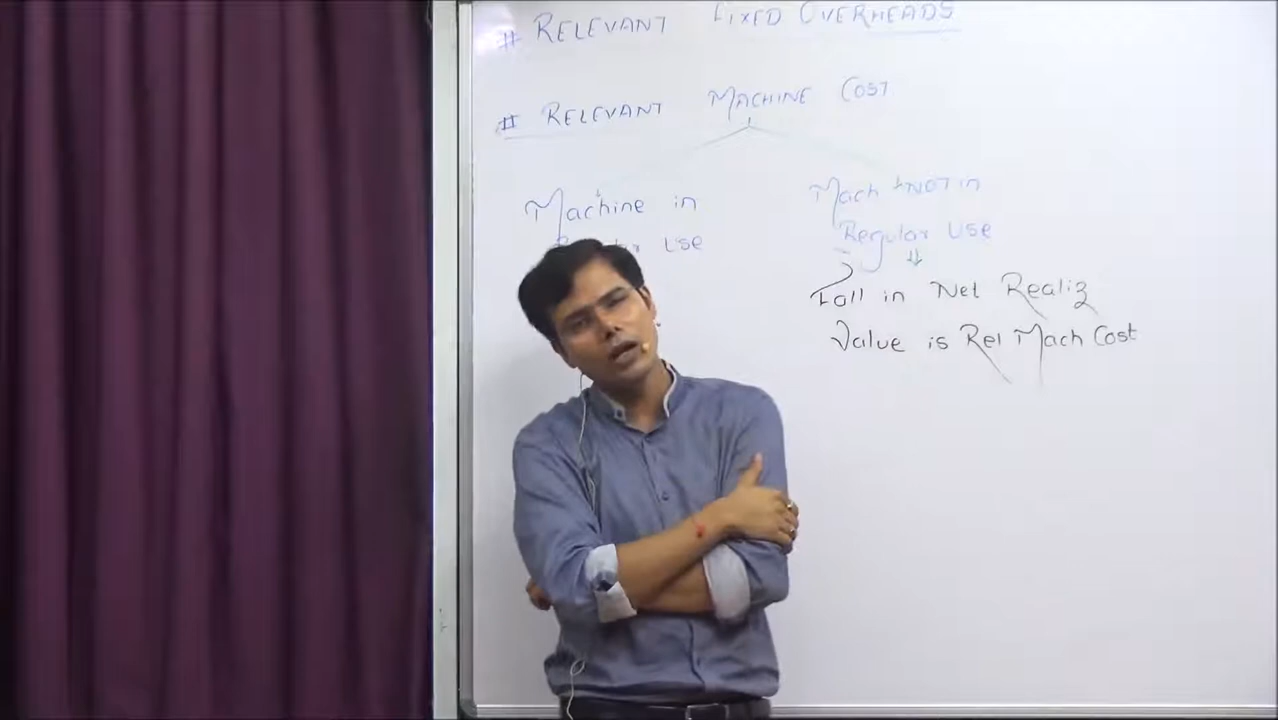 # RELEVANT FIXED OVERHEADS
# RELEVANT MACHINE COST
Machine in
Use
Mach NOT in
Regular Use
Fall in Net Realiz
Value is Rel Mach Cost